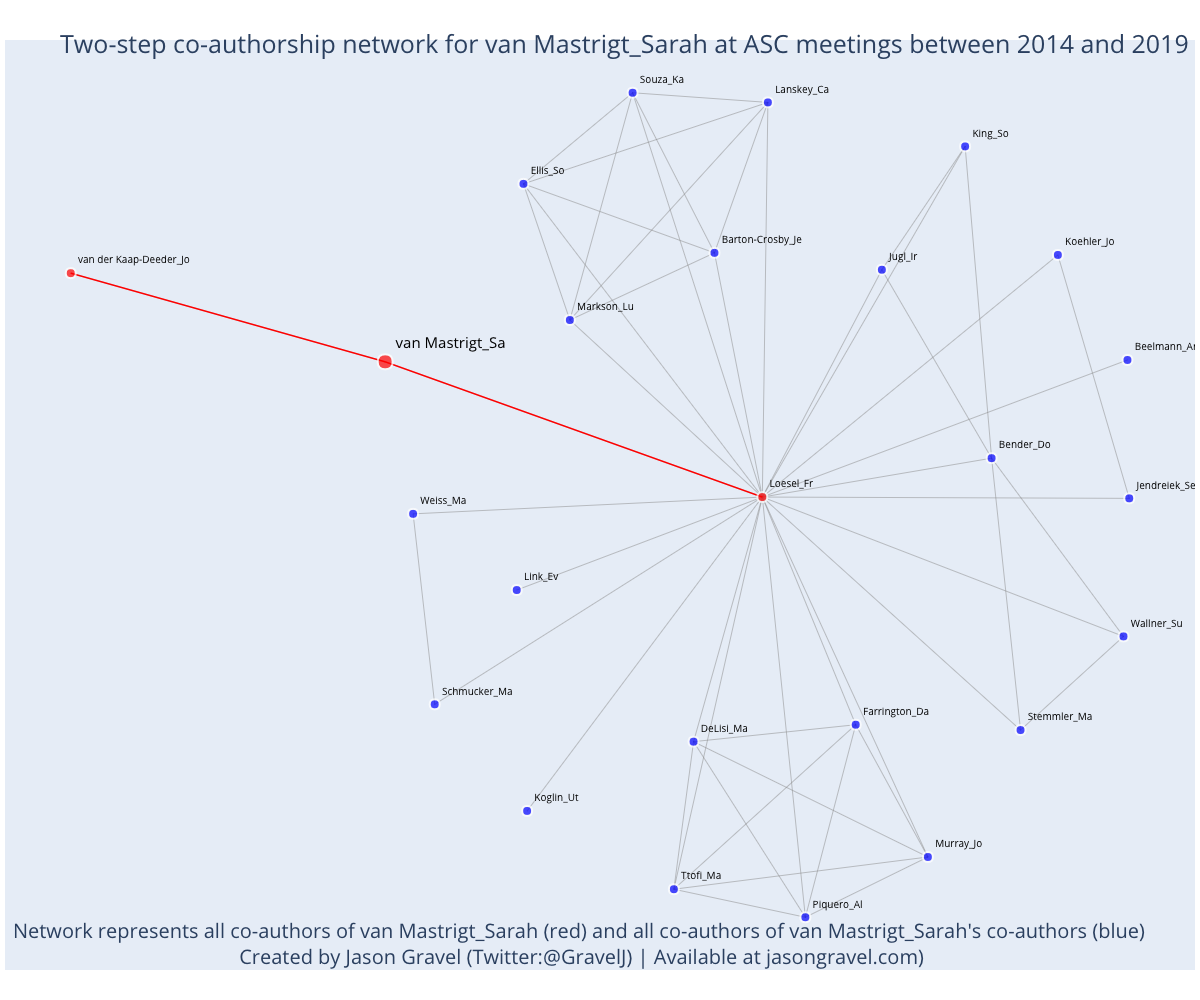 Two-step co-authorship network for van Mastrigt_Sarah at ASC meetings between 2014 and 2019
Souza_Ka
Lanskey_Ca
King_So
Ellis_So
Barton-Crosby_Je
Koehler_Jo
Jugl_Ir
van der Kaap-Deeder_Jo
Markson_Lu
van Mastrigt_Sa
Beelmann_An
Bender_Do
Loesel_Fr
Jendreiek_Se
Weiss_Ma
Link_Ev
Wallner_Su
Schmucker_Ma
Farrington_Da
Stemmler_Ma
DeLisi_Ma
Koglin_Ut
Murray_Jo
Ttofi_Ma
Piquero_Al
Network represents all co-authors of van Mastrigt_Sarah (red) and all co-authors of van Mastrigt_Sarah's co-authors (blue)
Created by Jason Gravel (Twitter:@GravelJ) | Available at jasongravel.com)